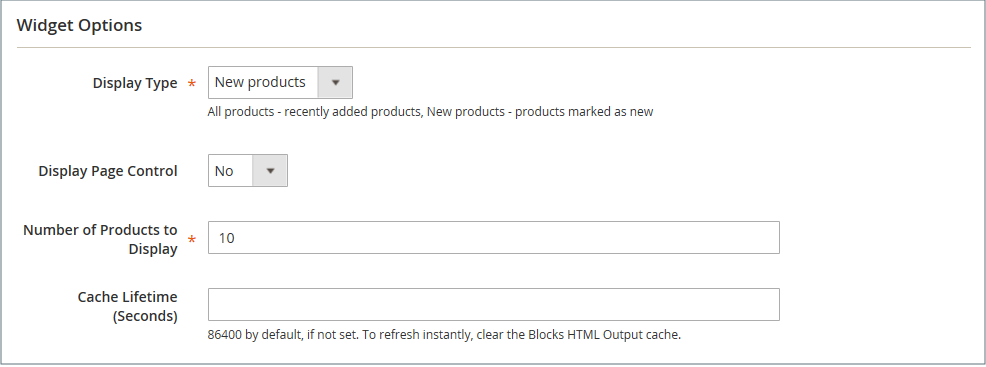 Widget Options
Display Type *
New products
All products - recently added products, New products - products marked as new
Display Page Control
No
Number of Products to
Display *
10
Cache Lifetime
(Seconds)
86400 by default, if not set. To refresh instantly, clear the Blocks HTML Output cache.